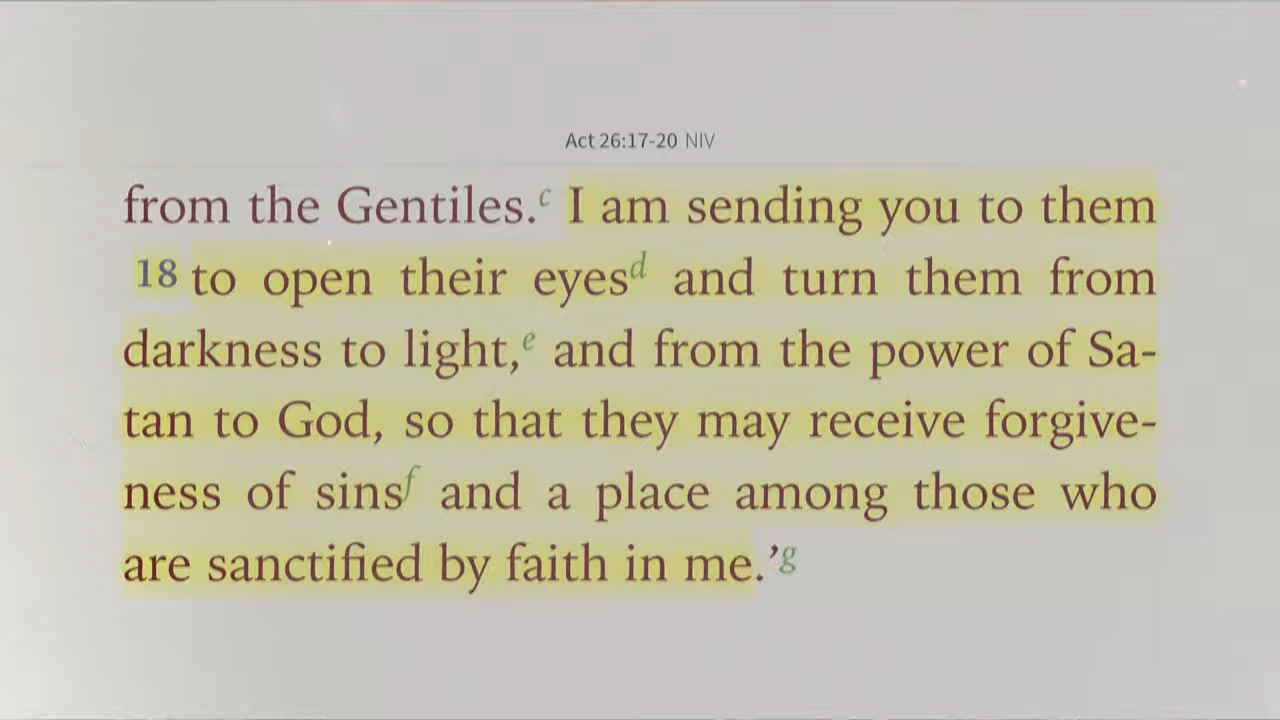 Act 26:17-20 NIV
from the Gentiles.c I am sending you to them
18 to open their eyesd and turn them from
darkness to light,e and from the power of Sa-
tan to God, so that they may receive forgive-
ness of sinsf and a place among those who
are sanctified by faith in me.’g